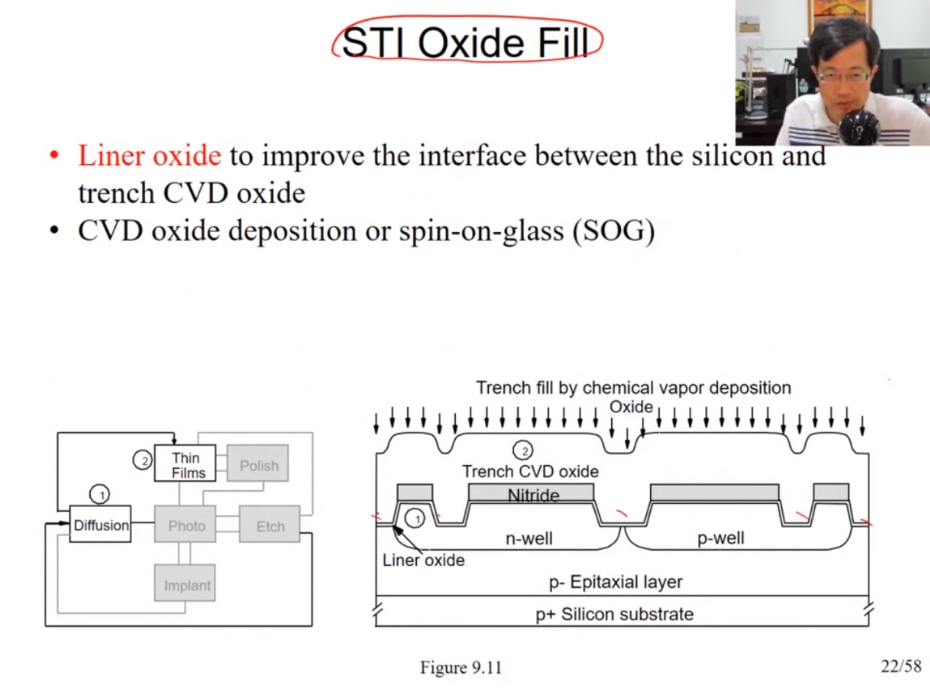 STI Oxide Fill
• Liner oxide to improve the interface between the silicon and
trench CVD oxide
• CVD oxide deposition or spin-on-glass (SOG)
Trench fill by chemical vapor deposition
Oxide
2
Thin
Films
Polish
1
Diffusion
Photo
Etch
Implant
2
Trench CVD oxide
Nitride
1
n-well
p-well
Liner oxide
p- Epitaxial layer
p+ Silicon substrate
Figure 9.11
22/58